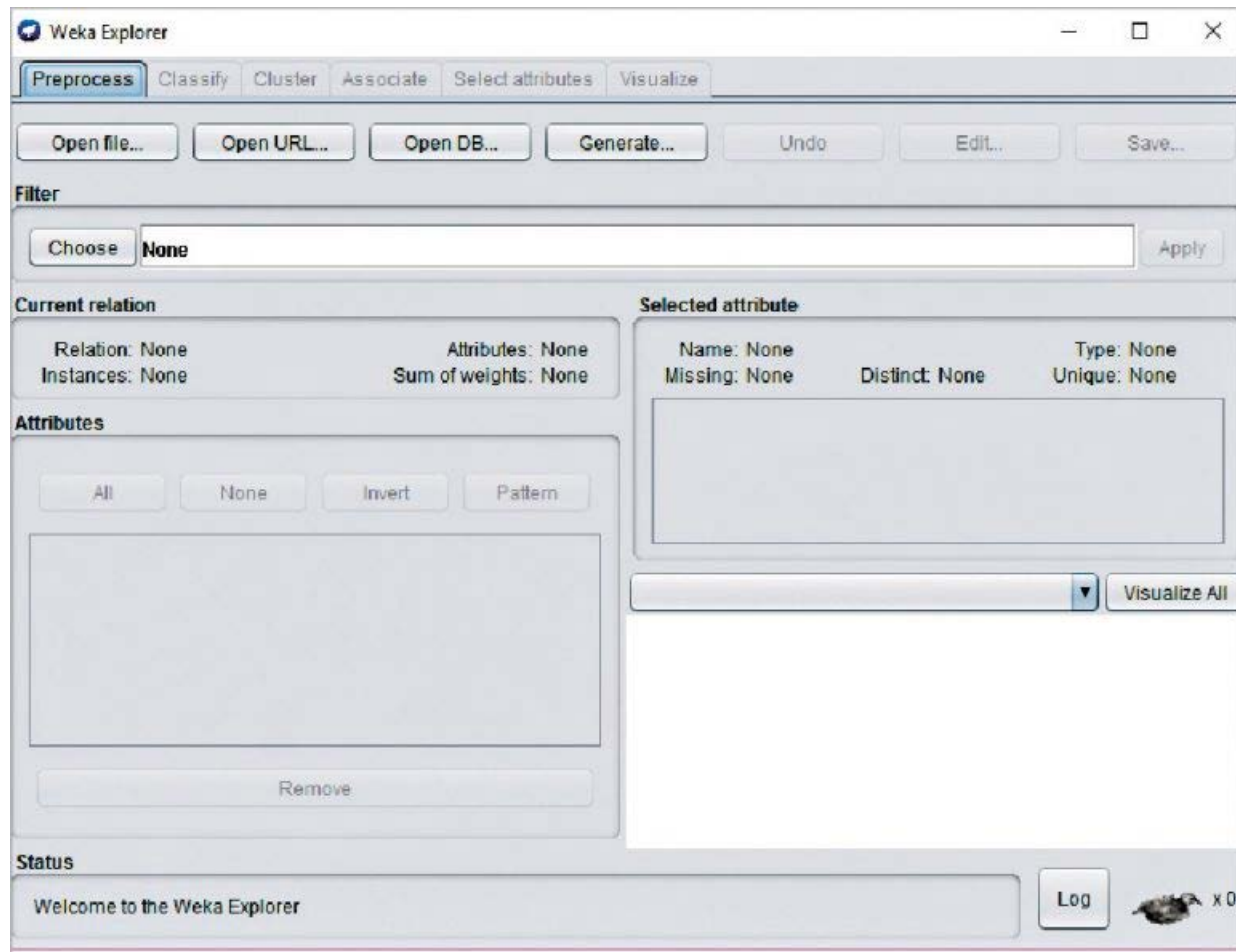 Weka Explorer
Preprocess Classify Cluster Associate Select attributes Visualize
Open file... Open URL... Open DB... Generate... Undo Edit... Save...
Filter
Choose None Apply
Current relation
Relation: None Attributes: None
Instances: None Sum of weights: None
Selected attribute
Name: None Type: None
Missing: None Distinct: None Unique: None
Attributes
All None Invert Pattern
Remove
Visualize All
Status
Welcome to the Weka Explorer
Log x 0